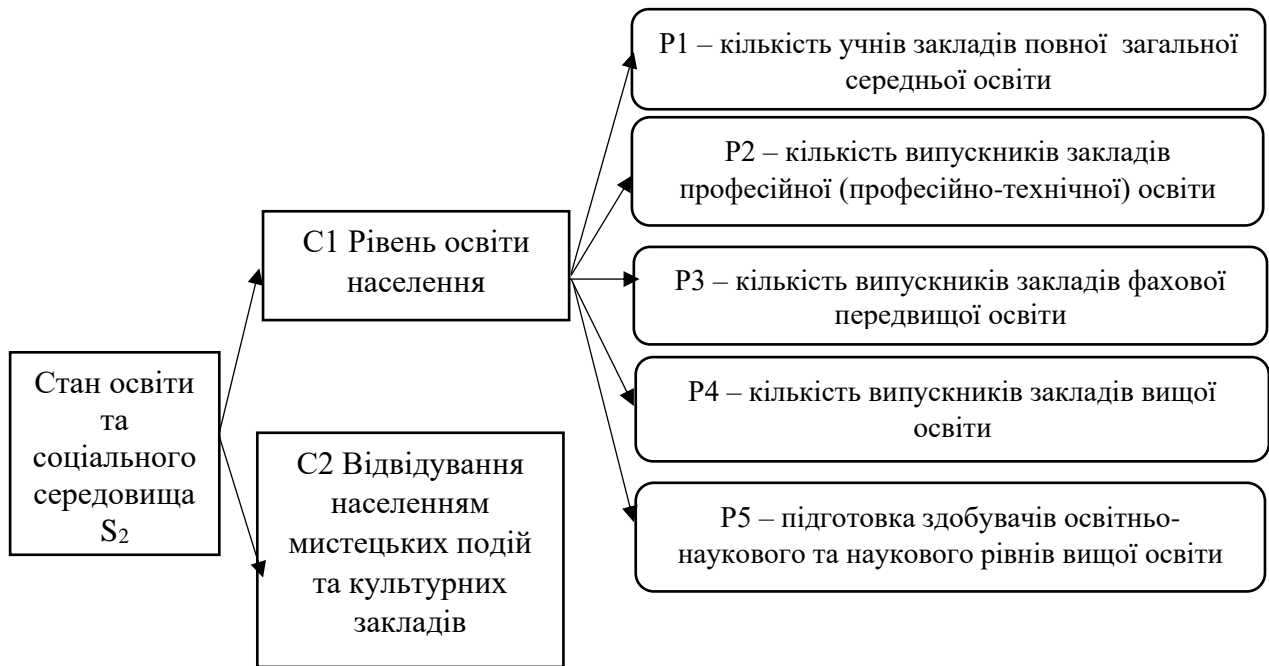 Стан освіти
та
соціального
середовища
S₂
С1 Рівень освіти
населення
С2 Відвідування
населенням
мистецьких подій
та культурних
закладів
Р1 – кількість учнів закладів повної загальної
середньої освіти
Р2 – кількість випускників закладів
професійної (професійно-технічної) освіти
Р3 – кількість випускників закладів фахової
передвищої освіти
Р4 – кількість випускників закладів вищої
освіти
Р5 – підготовка здобувачів освітньо-
наукового та наукового рівнів вищої освіти